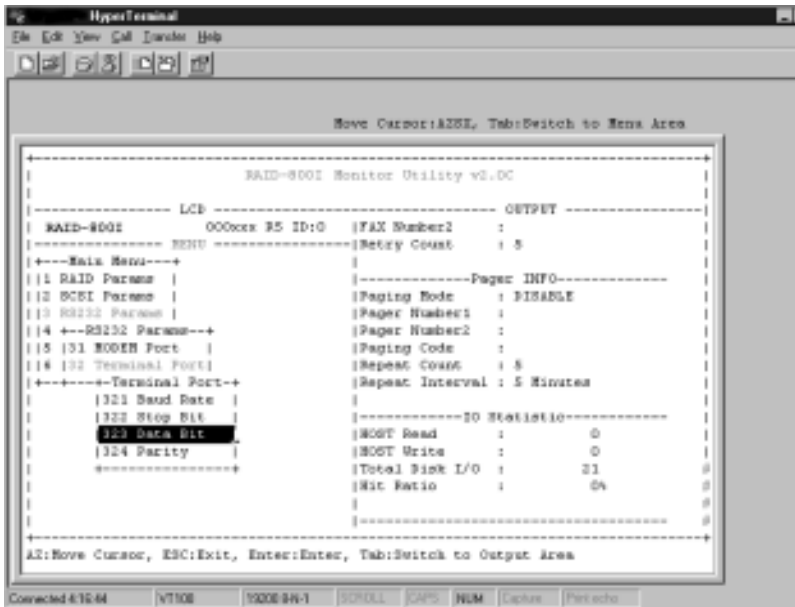 HyperTerminal
File Edit View Call Transfer Help
Move Cursor:AZSX, Tab:Switch to Menu Area
RAID-800I Monitor Utility v2.0C
LCD
OUTPUT
RAID-800I 000xxx R5 ID:0
FAX Number2 :
MENU
Retry Count : 5
Main Menu
1 RAID Params
Pager INFO
2 SCSI Params
Paging Mode : DISABLE
3 RS232 Params
Pager Number1 :
4 RS232 Params
Pager Number2 :
5 31 MODEM Port
Paging Code :
6 32 Terminal Port
Repeat Count : 5
Terminal Port
Repeat Interval : 5 Minutes
321 Baud Rate
322 Stop Bit
IO Statistic
323 Data Bit
HOST Read : 0
324 Parity
HOST Write : 0
Total Disk I/O : 21
Hit Ratio : 0%
AZ:Move Cursor, ESC:Exit, Enter:Enter, Tab:Switch to Output Area
Connected 4:16:44 VT100 19200 8-N-1 SCROLL CAPS NUM Capture Print echo